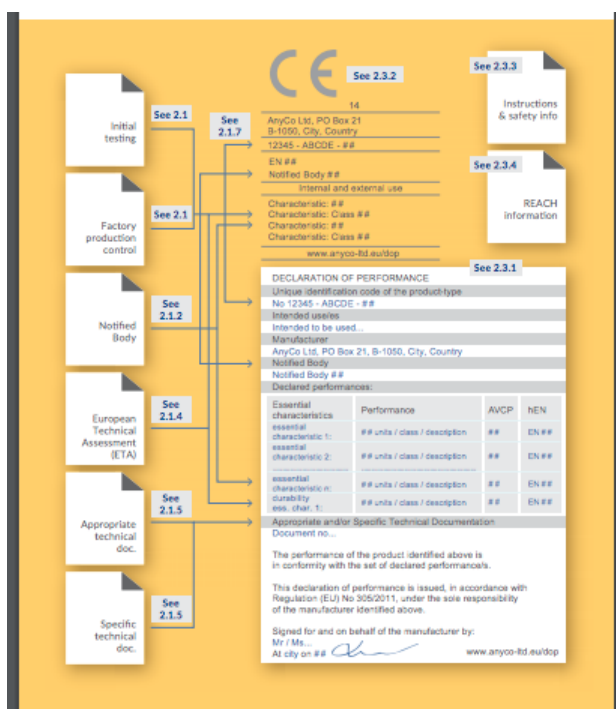 CE
See 2.3.2
14
AnyCo Ltd, PO Box 21
B-1050, City, Country
12345 - ABCDE - ##
EN ##
Notified Body ##
Internal and external use
Characteristic: ##
Characteristic: Class ##
Characteristic: ##
Characteristic: Class ##
www.anyco-ltd.eu/dop
See 2.1
Initial
testing
See 2.1
Factory
production
control
See
2.1.7
See
2.1.2
Notified
Body
See
2.1.4
European
Technical
Assessment
(ETA)
See
2.1.5
Appropriate
technical
doc.
See
2.1.5
Specific
technical
doc.
See 2.3.3
Instructions
& safety info
See 2.3.4
REACH
information
See 2.3.1
DECLARATION OF PERFORMANCE
Unique identification code of the product-type
No 12345 - ABCDE - ##
Intended use/es
Intended to be used...
Manufacturer
AnyCo Ltd, PO Box 21, B-1050, City, Country
Notified Body
Notified Body ##
Declared performances:
Essential
characteristics
Performance
AVCP
hEN
essential
characteristic 1:
## units / class / description
##
EN ##
essential
characteristic 2:
## units / class / description
##
EN ##
essential
characteristic n:
## units / class / description
##
EN ##
durability
ess. char. 1:
## units / class / description
##
EN ##
Appropriate and/or Specific Technical Documentation
Document no...
The performance of the product identified above is
in conformity with the set of declared performance/s.
This declaration of performance is issued, in accordance with
Regulation (EU) No 305/2011, under the sole responsibility
of the manufacturer identified above.
Signed for and on behalf of the manufacturer by:
Mr / Ms...
At city on ##
www.anyco-ltd.eu/dop